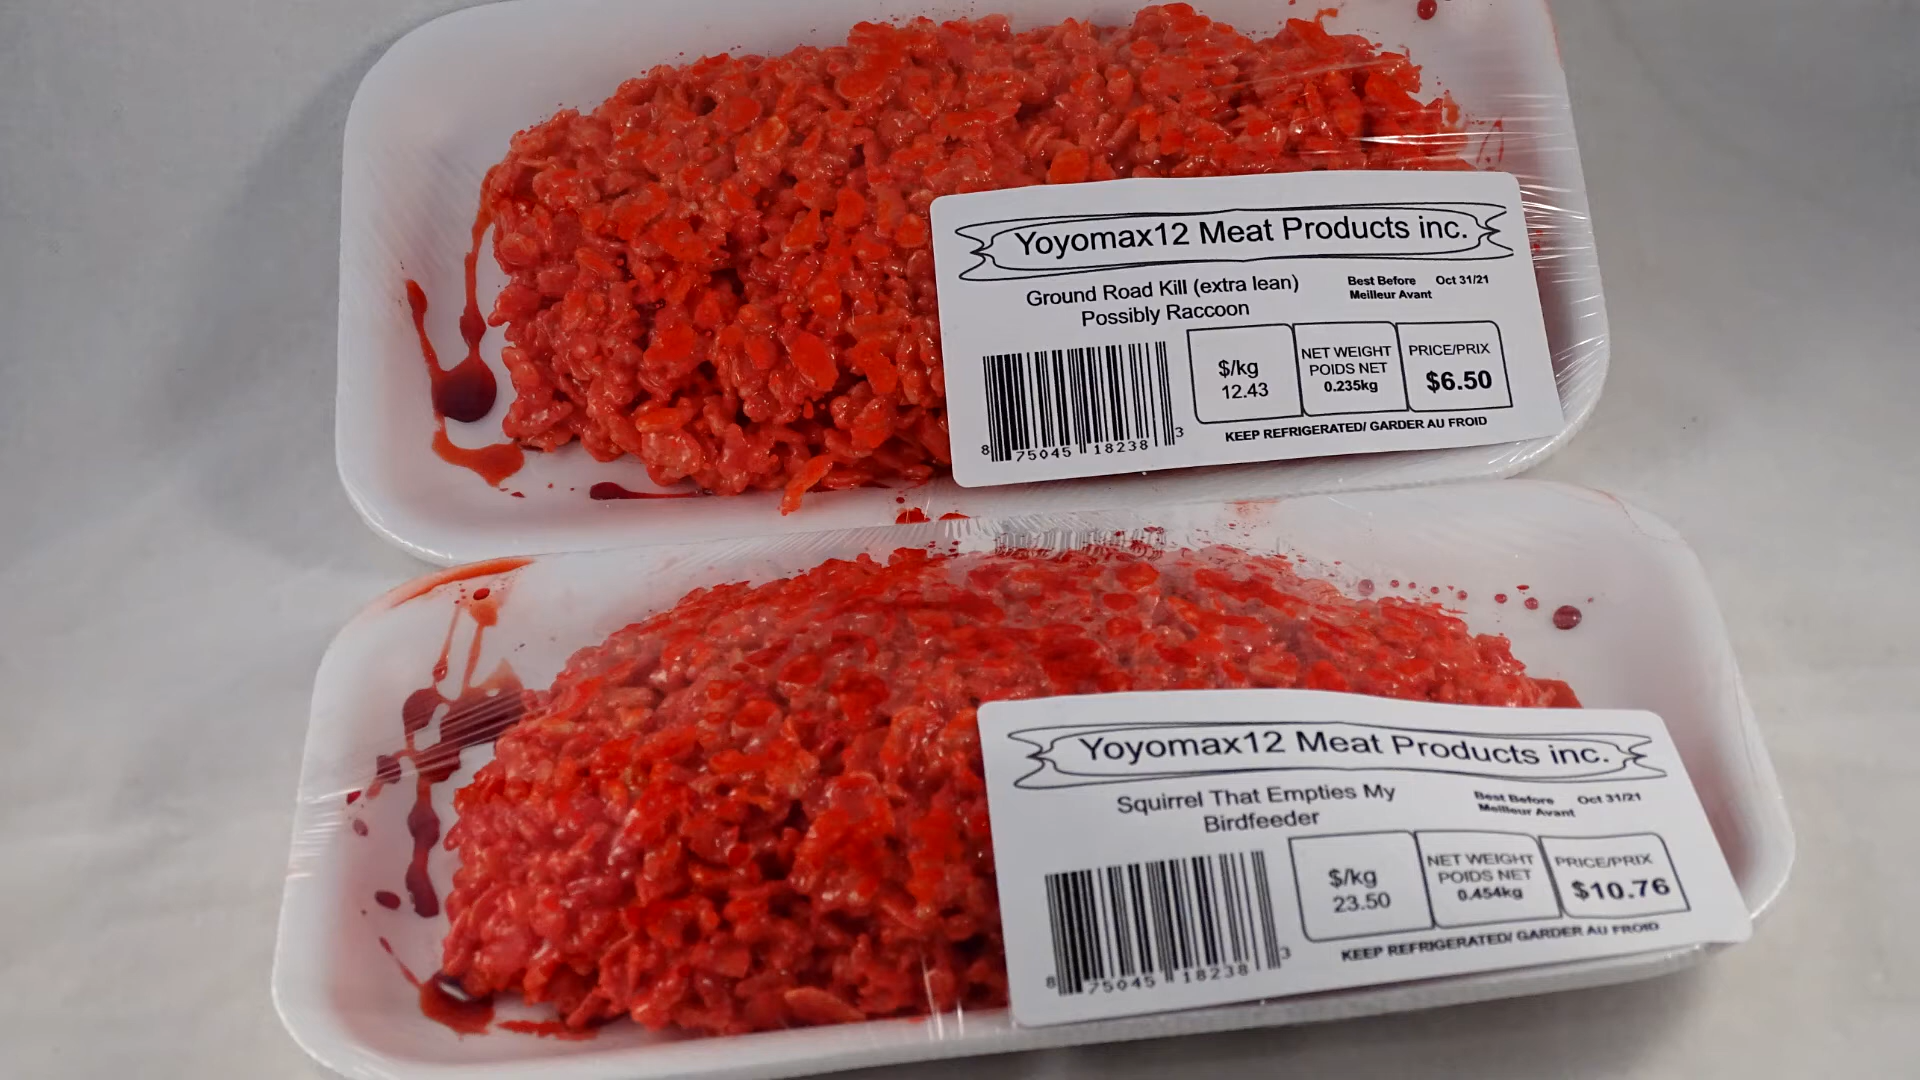 Yoyomax12 Meat Products inc.
Ground Road Kill (extra lean)
Possibly Raccoon
Best Before Oct 31/21
Meilleur Avant
$/kg
12.43
NET WEIGHT
POIDS NET
0.235kg
PRICE/PRIX
$6.50
8 75045 18238 3
KEEP REFRIGERATED/ GARDER AU FROID
Yoyomax12 Meat Products inc.
Squirrel That Empties My
Birdfeeder
Best Before Oct 31/21
Meilleur Avant
$/kg
23.50
NET WEIGHT
POIDS NET
0.454kg
PRICE/PRIX
$10.76
8 75045 18238 3
KEEP REFRIGERATED/ GARDER AU FROID